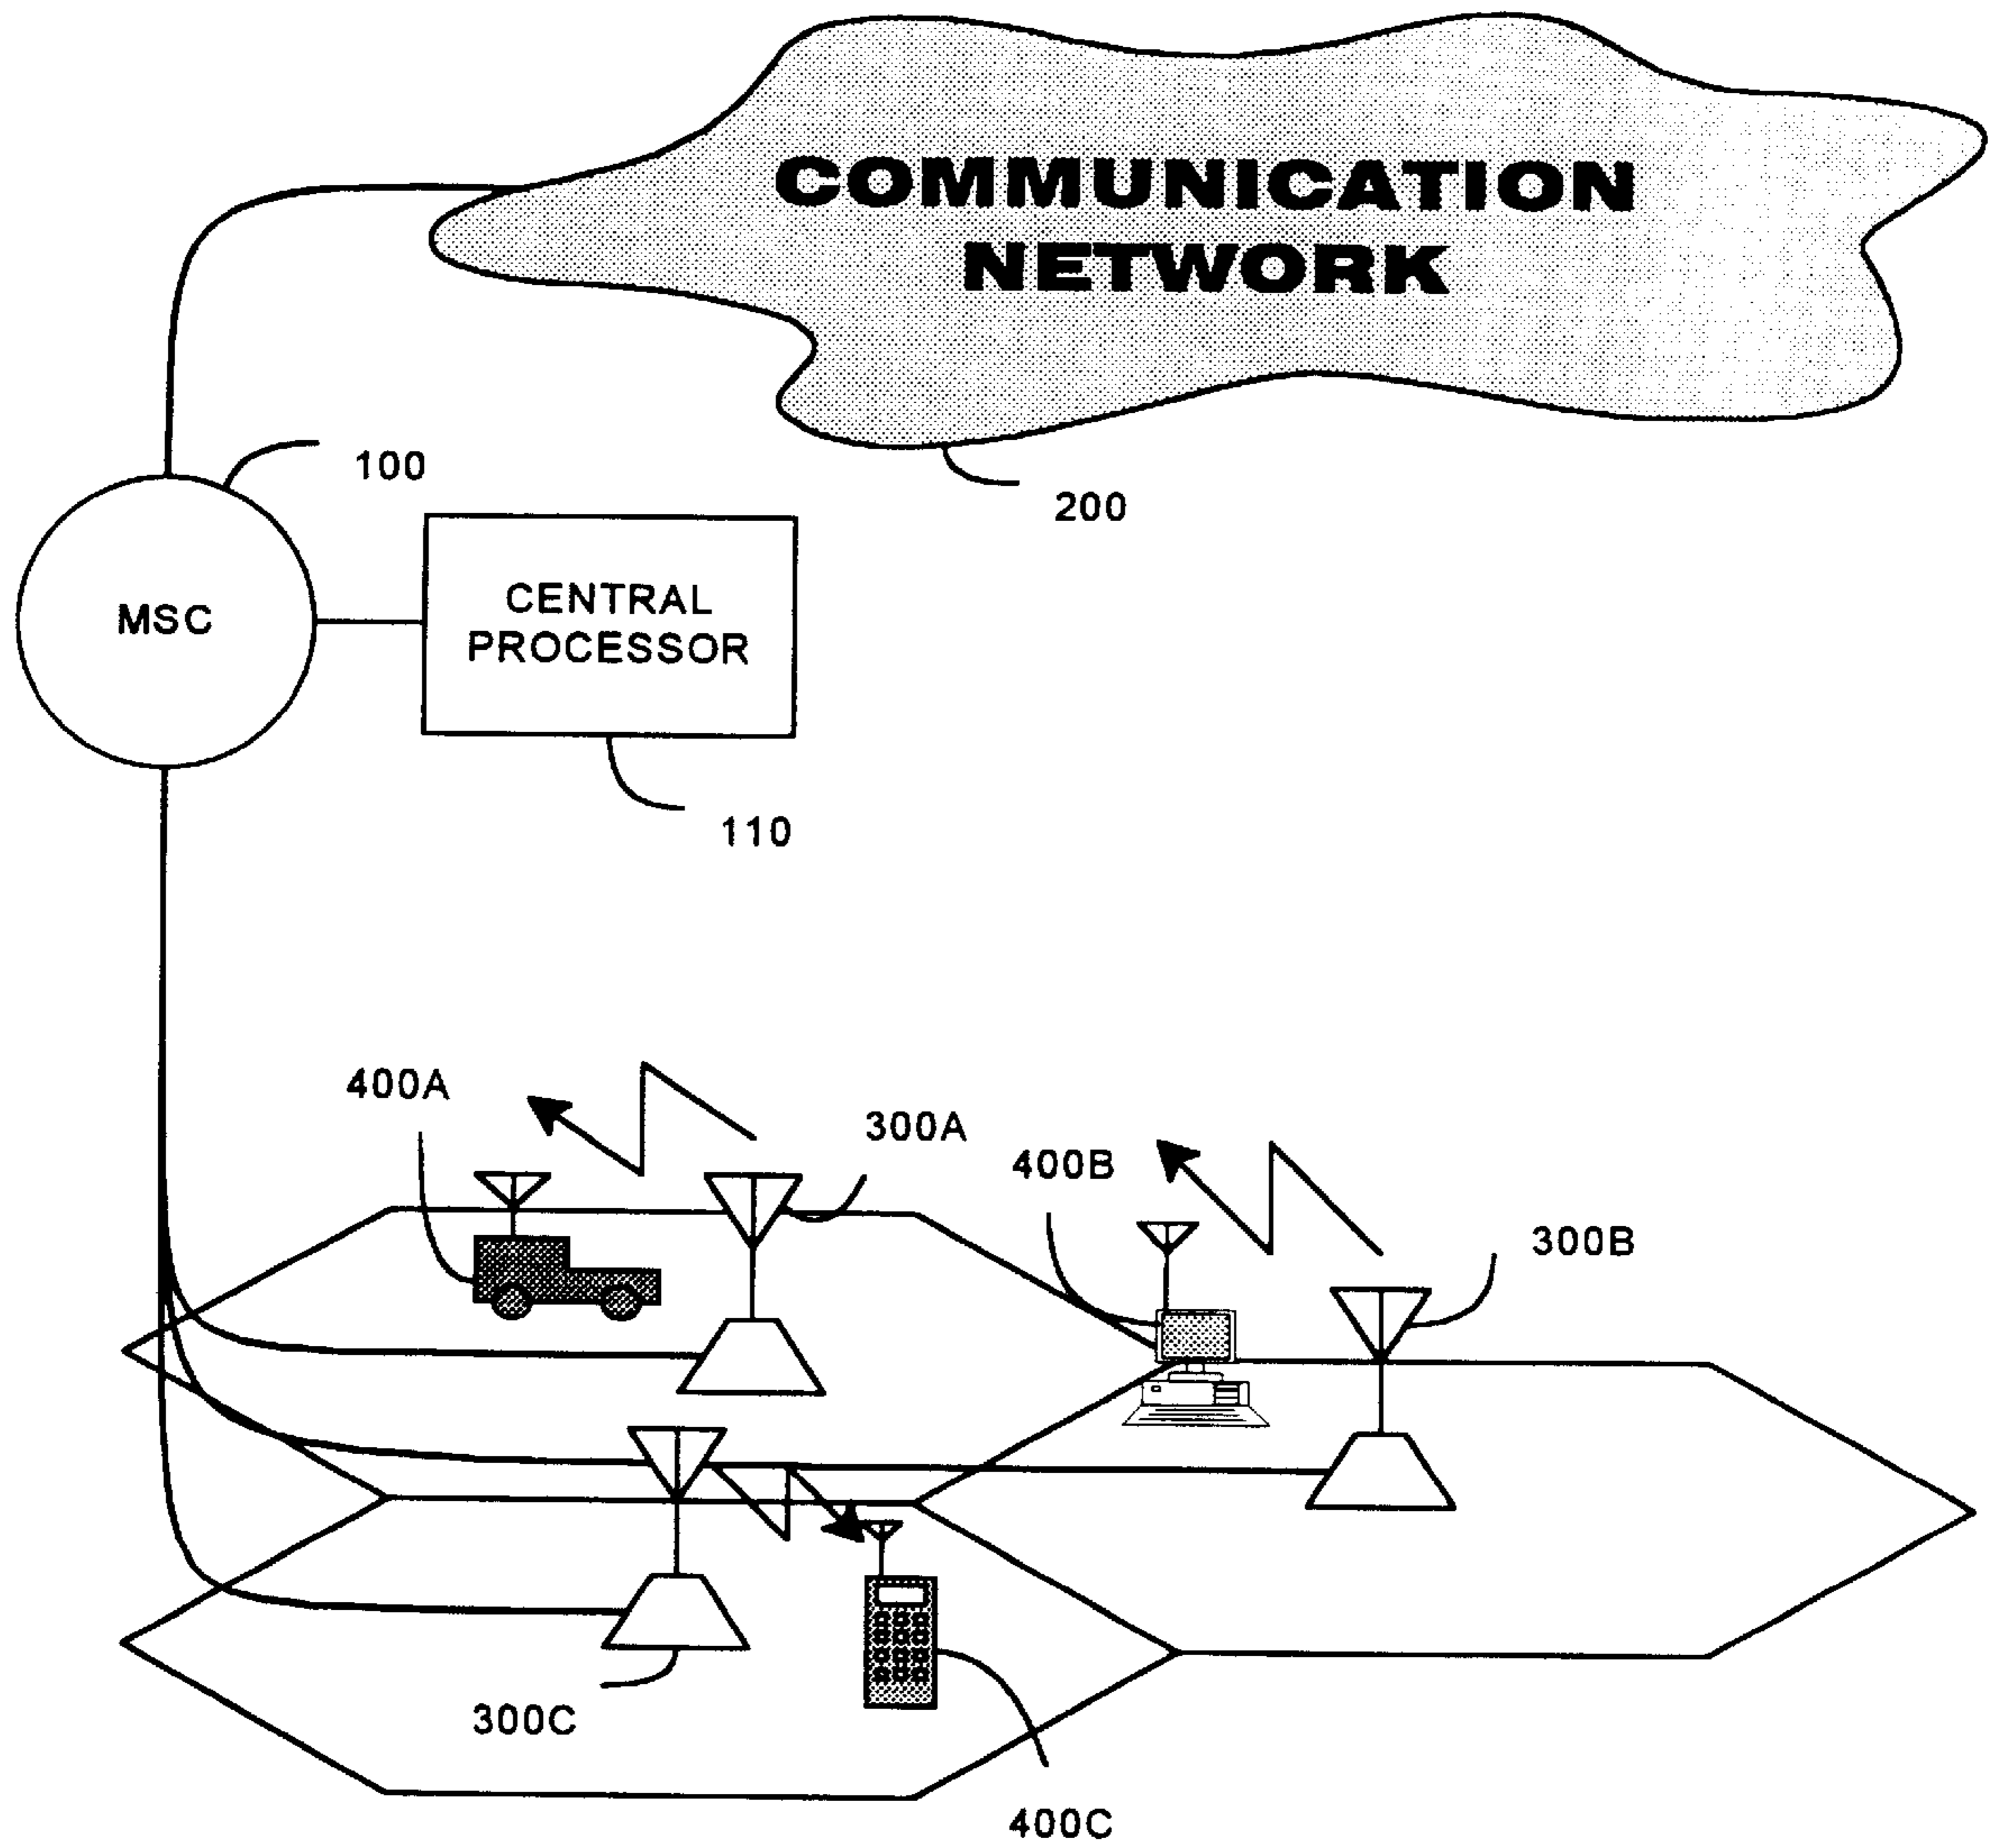 COMMUNICATION
NETWORK
100
200
MSC
CENTRAL
PROCESSOR
110
400A
300A
400B
300B
300C
400C